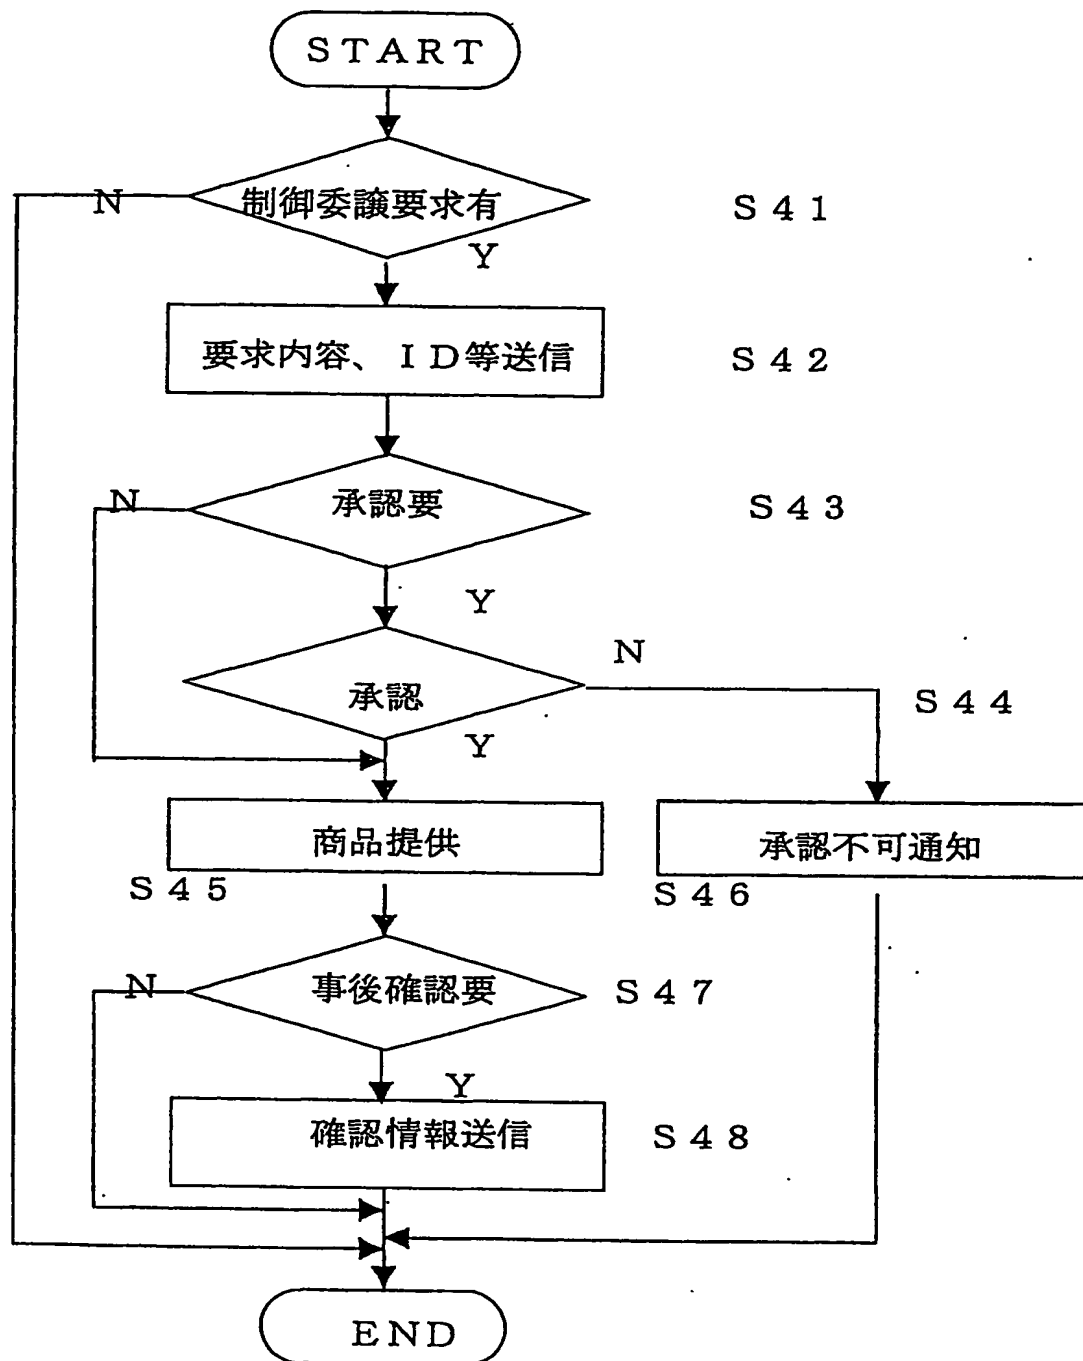 ＳＴＡＲＴ
Ｎ
制御委譲要求有
Ｓ４１
Ｙ
要求内容、ＩＤ等送信
Ｓ４２
Ｎ
承認要
Ｓ４３
Ｙ
Ｎ
承認
Ｓ４４
Ｙ
商品提供
承認不可通知
Ｓ４５
Ｓ４６
Ｎ
事後確認要
Ｓ４７
Ｙ
確認情報送信
Ｓ４８
ＥＮＤ